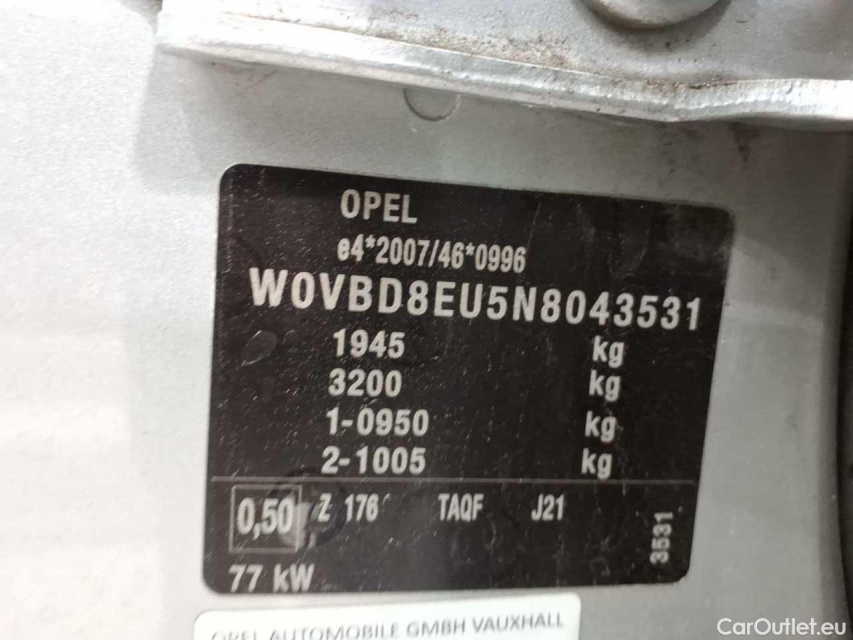 OPEL
e4*2007/46*0996
W0VBD8EU5N8043531
1945 kg
3200 kg
1-0950 kg
2-1005 kg
0,50 Z 176 TAQF J21
3531
77 kW
OPEL AUTOMOBILE GMBH VAUXHALL
CarOutlet.eu